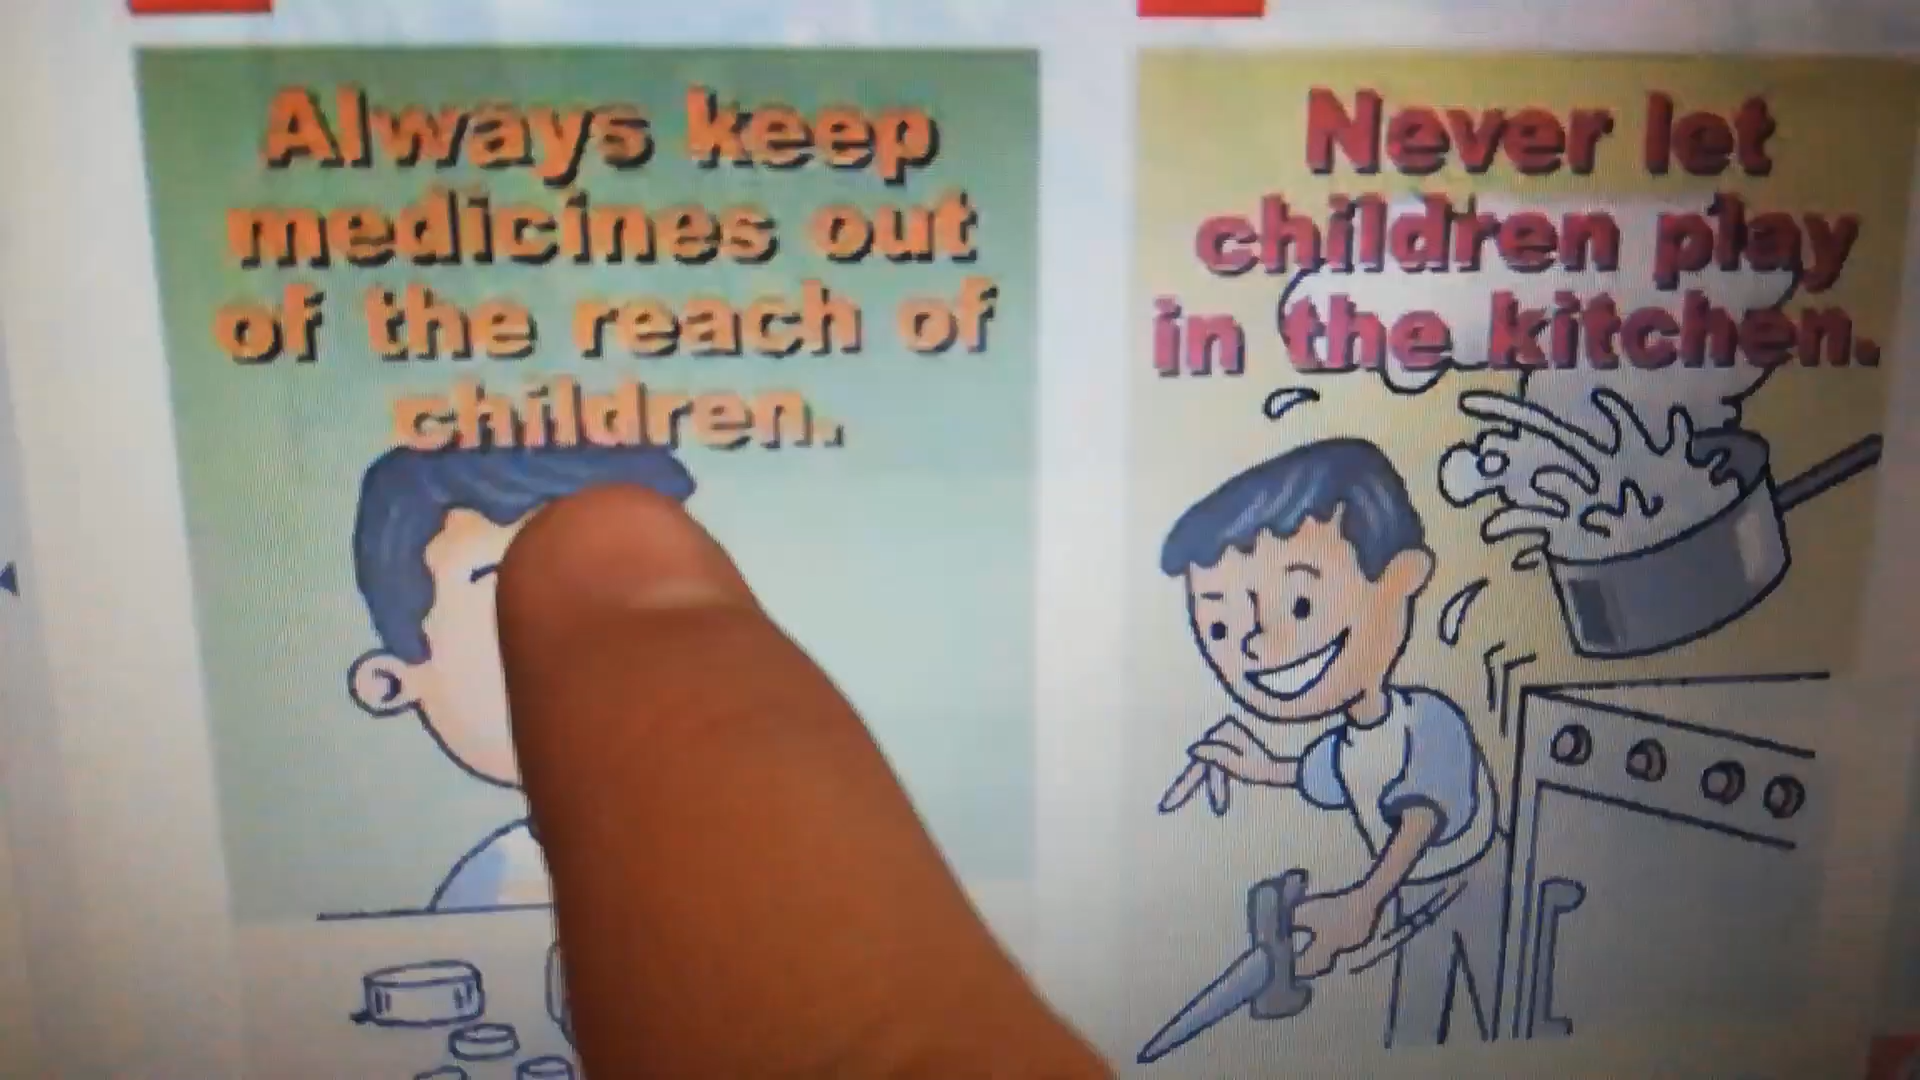 Always keep
medicines out
of the reach of
children.
Never let
children play
in the kitchen.